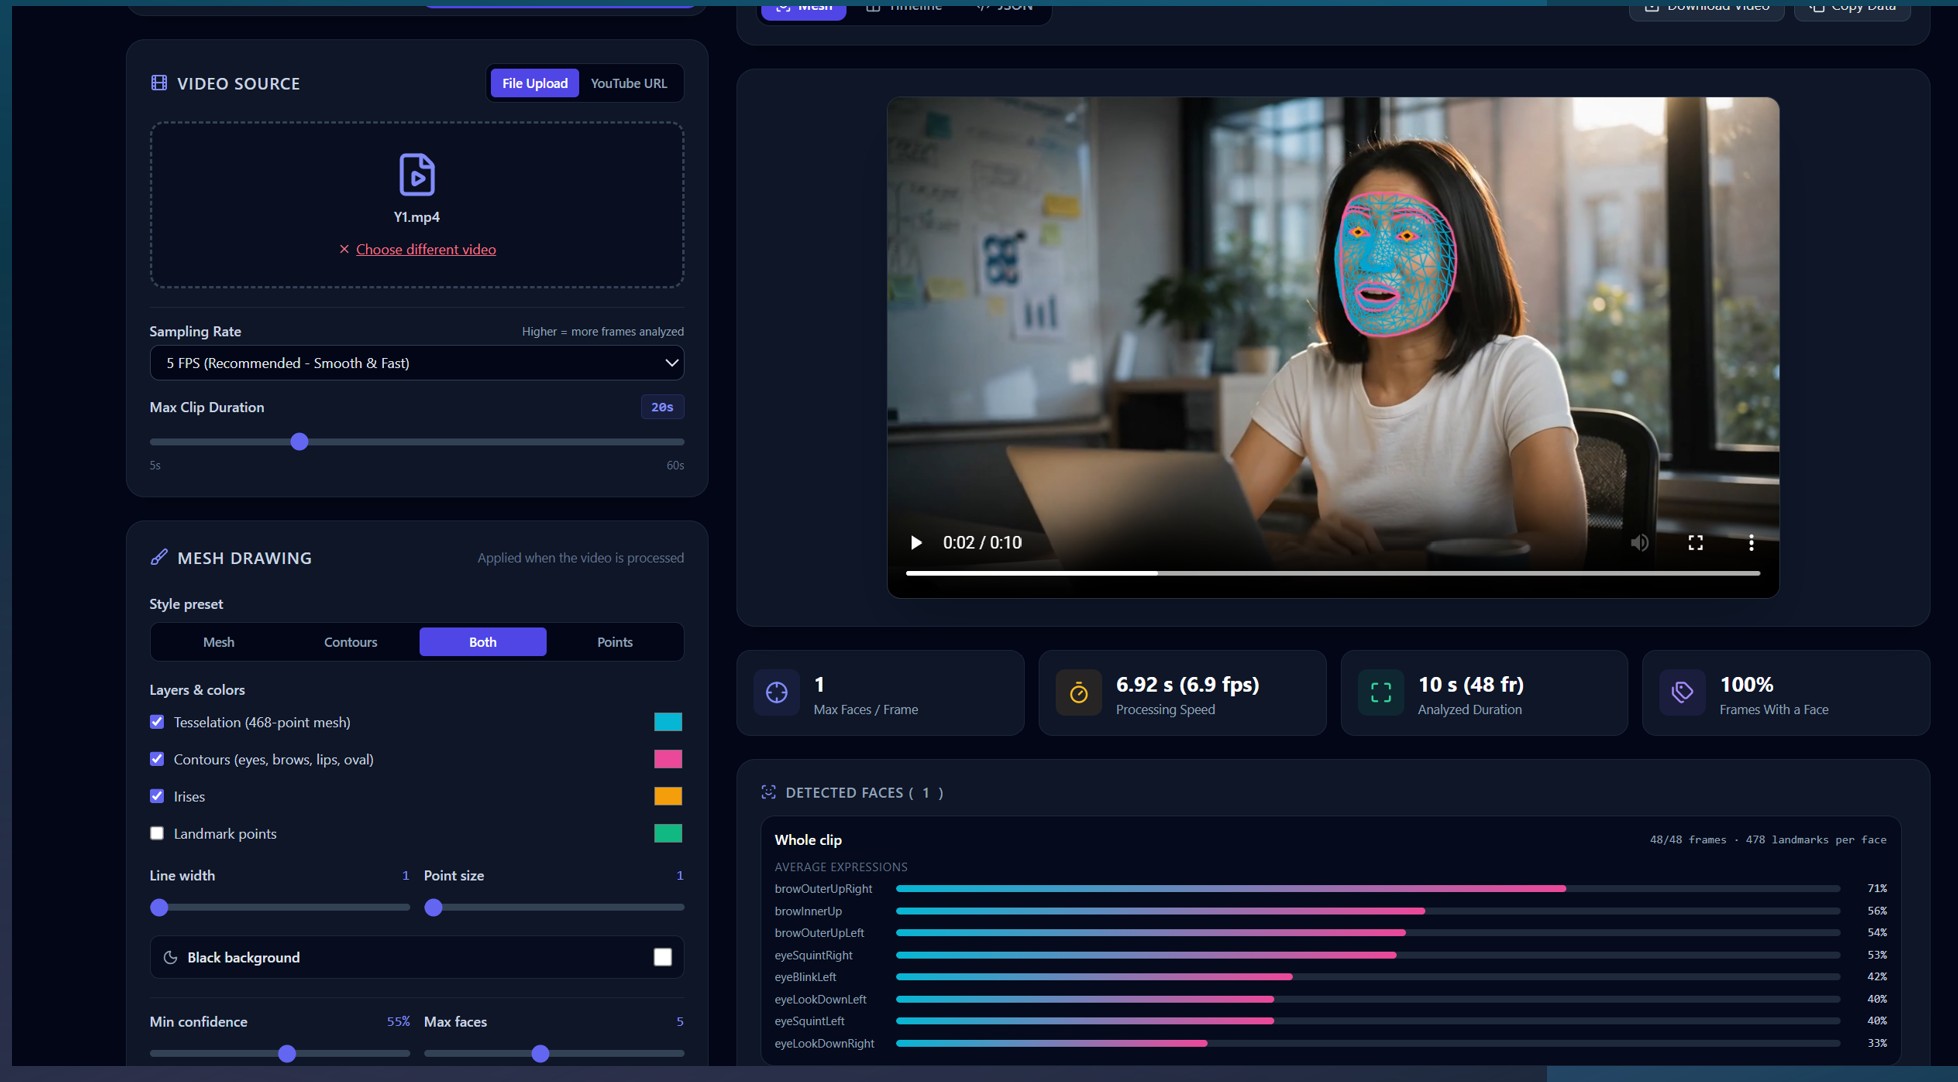 VIDEO SOURCE
File Upload
YouTube URL
Y1.mp4
× Choose different video
Sampling Rate
Higher = more frames analyzed
5 FPS (Recommended - Smooth & Fast)
Max Clip Duration
20s
5s
60s
MESH DRAWING
Applied when the video is processed
Style preset
Mesh
Contours
Both
Points
Layers & colors
Tesselation (468-point mesh)
Contours (eyes, brows, lips, oval)
Irises
Landmark points
Line width
1
Point size
1
Black background
Min confidence
55%
Max faces
5
Mesh
Timeline
JSON
Download Video
Copy Data
0:02 / 0:10
1
Max Faces / Frame
6.92 s (6.9 fps)
Processing Speed
10 s (48 fr)
Analyzed Duration
100%
Frames With a Face
DETECTED FACES ( 1 )
Whole clip
48/48 frames · 478 landmarks per face
AVERAGE EXPRESSIONS
browOuterUpRight 71%
browInnerUp 56%
browOuterUpLeft 54%
eyeSquintRight 53%
eyeBlinkLeft 42%
eyeLookDownLeft 40%
eyeSquintLeft 40%
eyeLookDownRight 33%